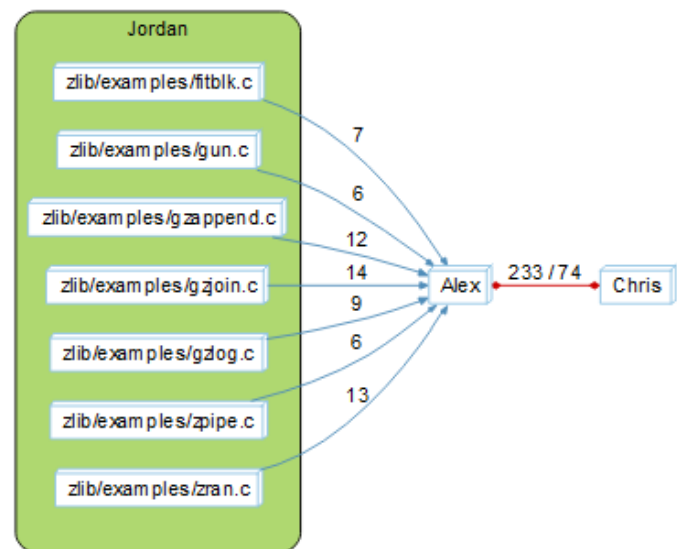 Jordan
zlib/examples/fitblk.c
7
zlib/examples/gun.c
6
zlib/examples/gzappend.c
12
zlib/examples/gzjoin.c
14
Alex
233 / 74
Chris
zlib/examples/gzlog.c
9
zlib/examples/zpipe.c
6
zlib/examples/zran.c
13